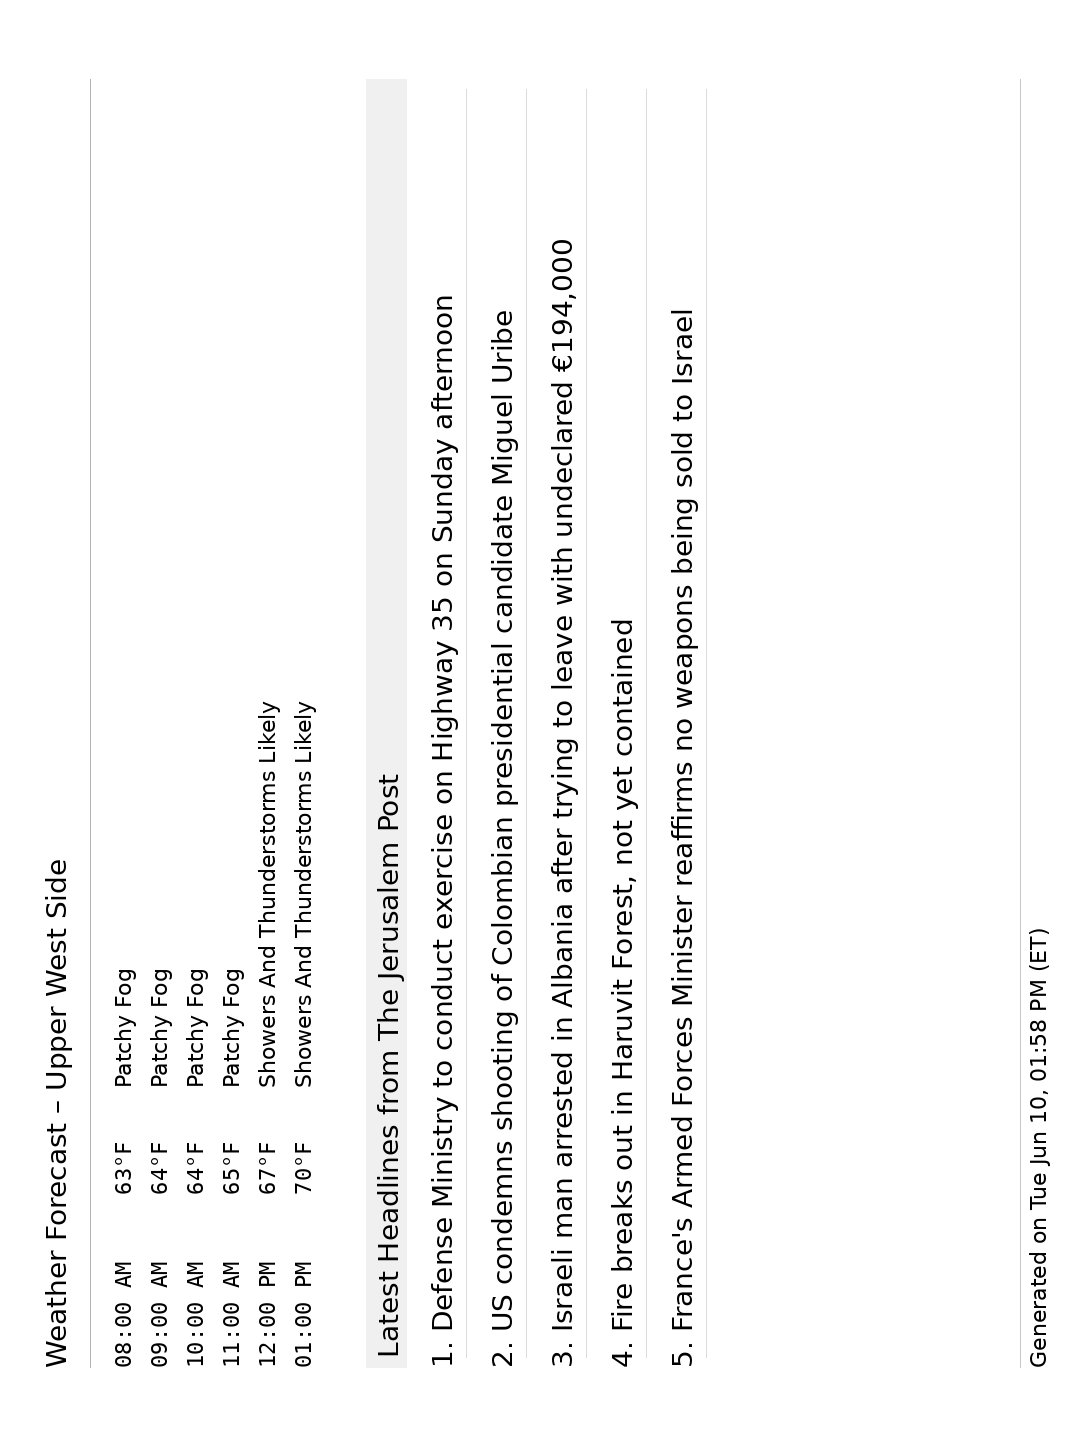 Weather Forecast – Upper West Side
08:00 AM 63°F Patchy Fog
09:00 AM 64°F Patchy Fog
10:00 AM 64°F Patchy Fog
11:00 AM 65°F Patchy Fog
12:00 PM 67°F Showers And Thunderstorms Likely
01:00 PM 70°F Showers And Thunderstorms Likely
Latest Headlines from The Jerusalem Post
1. Defense Ministry to conduct exercise on Highway 35 on Sunday afternoon
2. US condemns shooting of Colombian presidential candidate Miguel Uribe
3. Israeli man arrested in Albania after trying to leave with undeclared €194,000
4. Fire breaks out in Haruvit Forest, not yet contained
5. France's Armed Forces Minister reaffirms no weapons being sold to Israel
Generated on Tue Jun 10, 01:58 PM (ET)